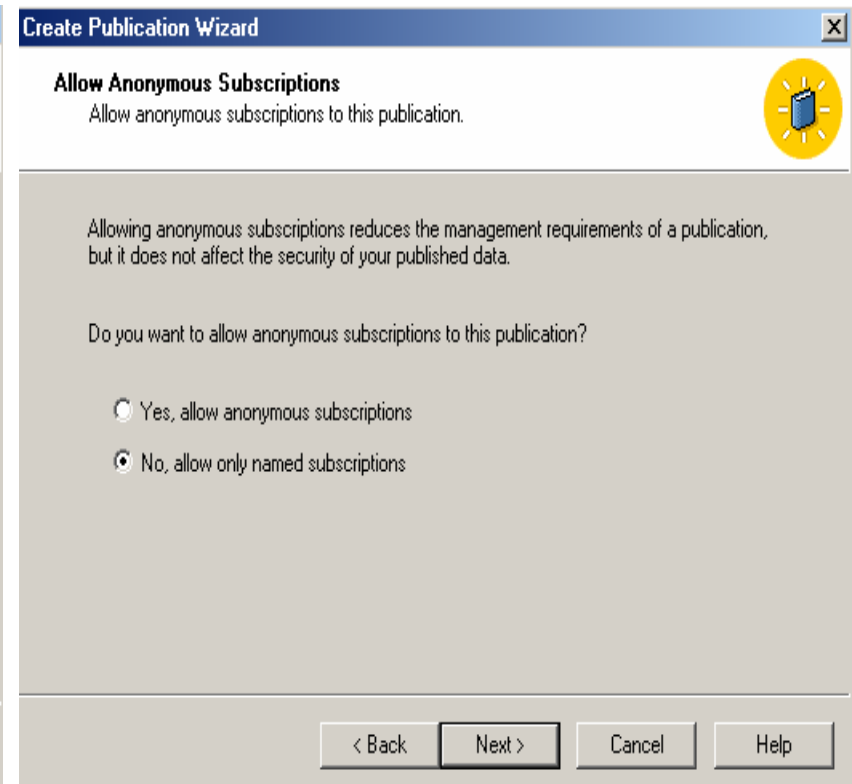 Create Publication Wizard
Allow Anonymous Subscriptions
Allow anonymous subscriptions to this publication.
Allowing anonymous subscriptions reduces the management requirements of a publication,
but it does not affect the security of your published data.
Do you want to allow anonymous subscriptions to this publication?
Yes, allow anonymous subscriptions
No, allow only named subscriptions
< Back Next > Cancel Help